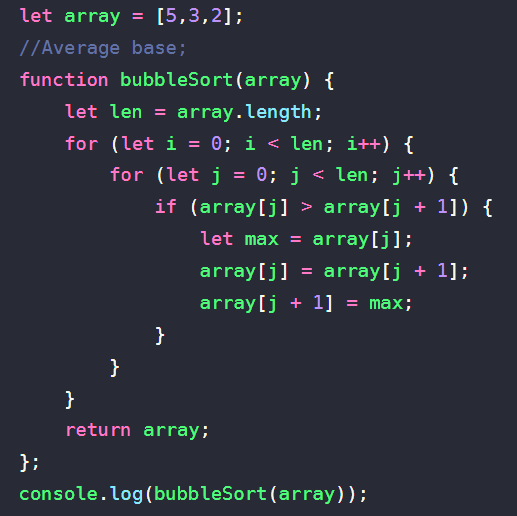 let array = [5,3,2];
//Average base;
function bubbleSort(array) {
    let len = array.length;
    for (let i = 0; i < len; i++) {
        for (let j = 0; j < len; j++) {
            if (array[j] > array[j + 1]) {
                let max = array[j];
                array[j] = array[j + 1];
                array[j + 1] = max;
            }
        }
    }
    return array;
};
console.log(bubbleSort(array));